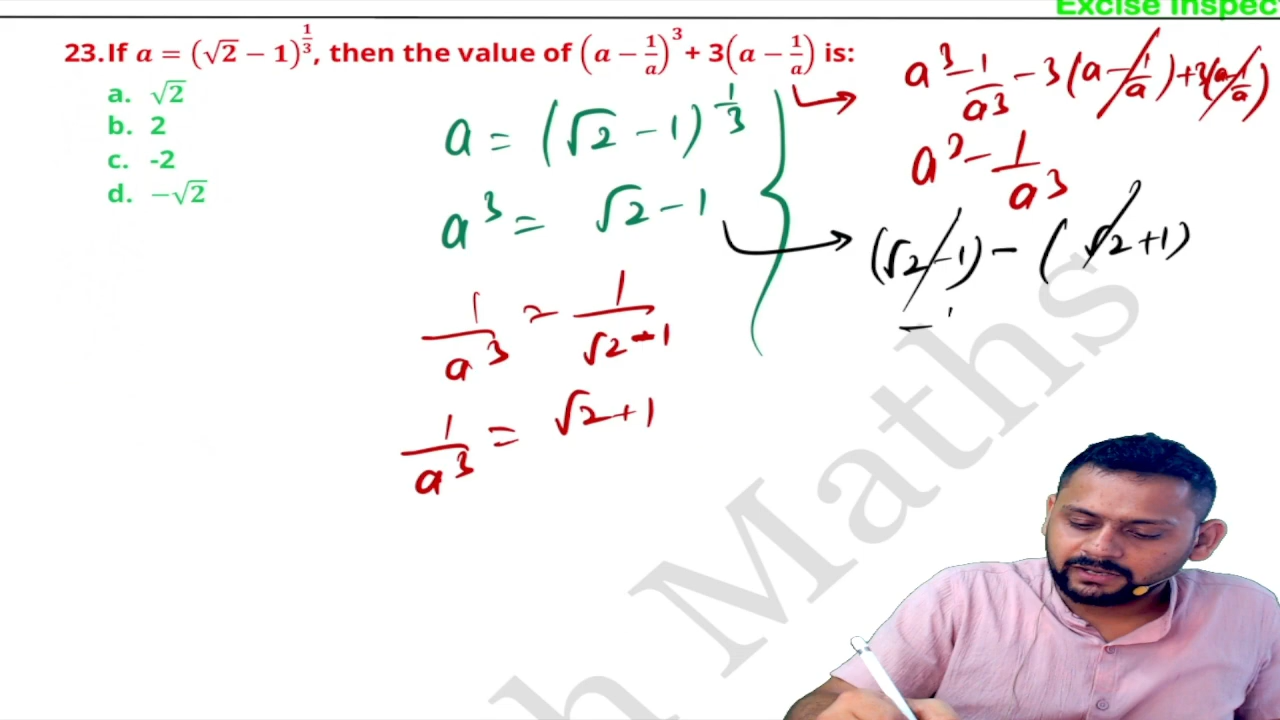 Excise Inspect
23. If a = (√2 − 1)^(1/3), then the value of (a − 1/a)³ + 3(a − 1/a) is:
a. √2
b. 2
c. -2
d. −√2
a = (√2 − 1)^(1/3)
a³ = √2 − 1
1/a³ = 1/(√2 − 1)
1/a³ = √2 + 1
a³ − 1/a³ − 3(a − 1/a) + 3(a − 1/a)
a³ − 1/a³
(√2 − 1) − (√2 + 1)
h Maths